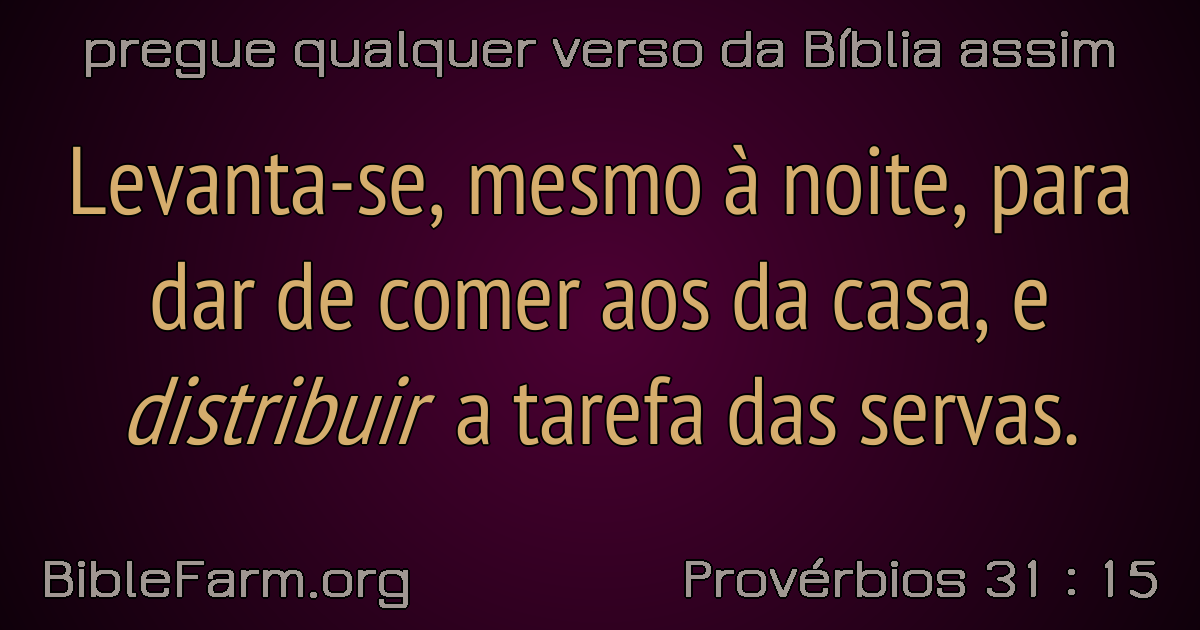 pregue qualquer verso da Bíblia assim
Levanta-se, mesmo à noite, para
dar de comer aos da casa, e
distribuir a tarefa das servas.
BibleFarm.org
Provérbios 31 : 15